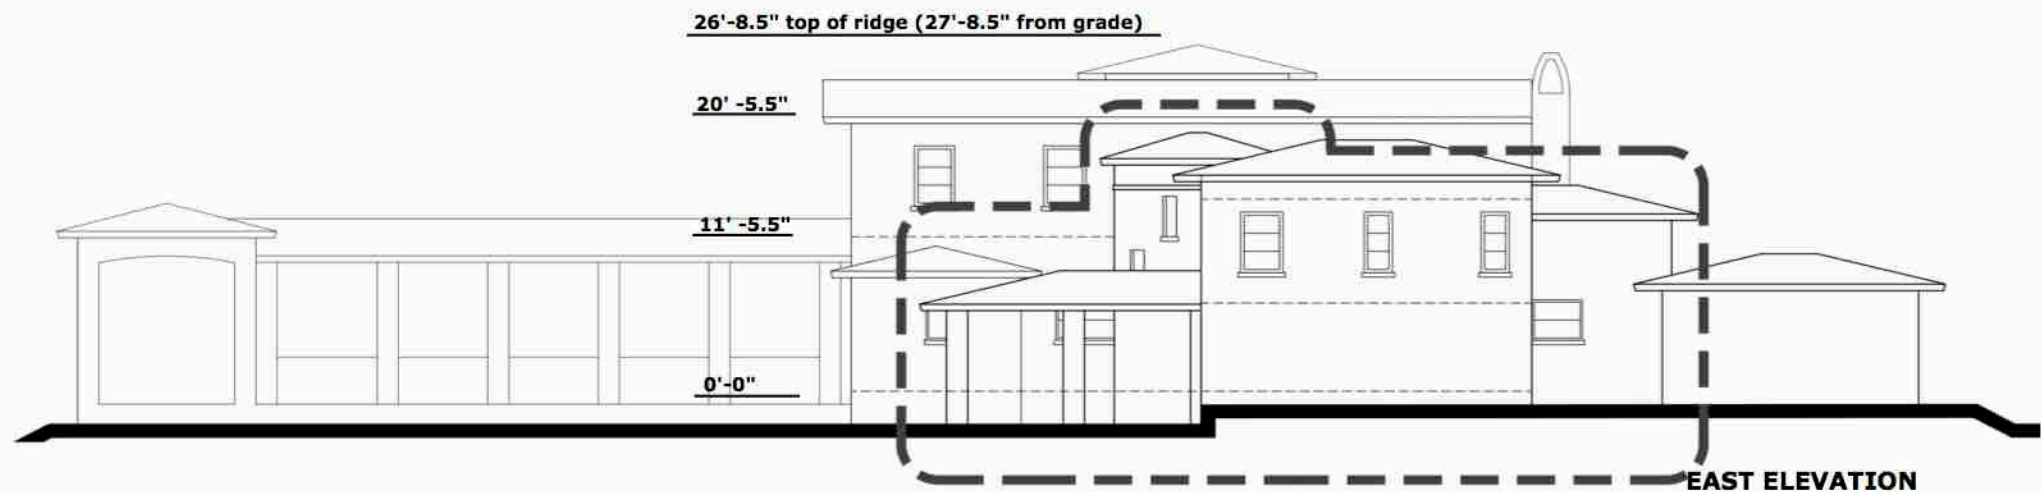 26'-8.5" top of ridge (27'-8.5" from grade)
20' -5.5"
11' -5.5"
0'-0"
EAST ELEVATION